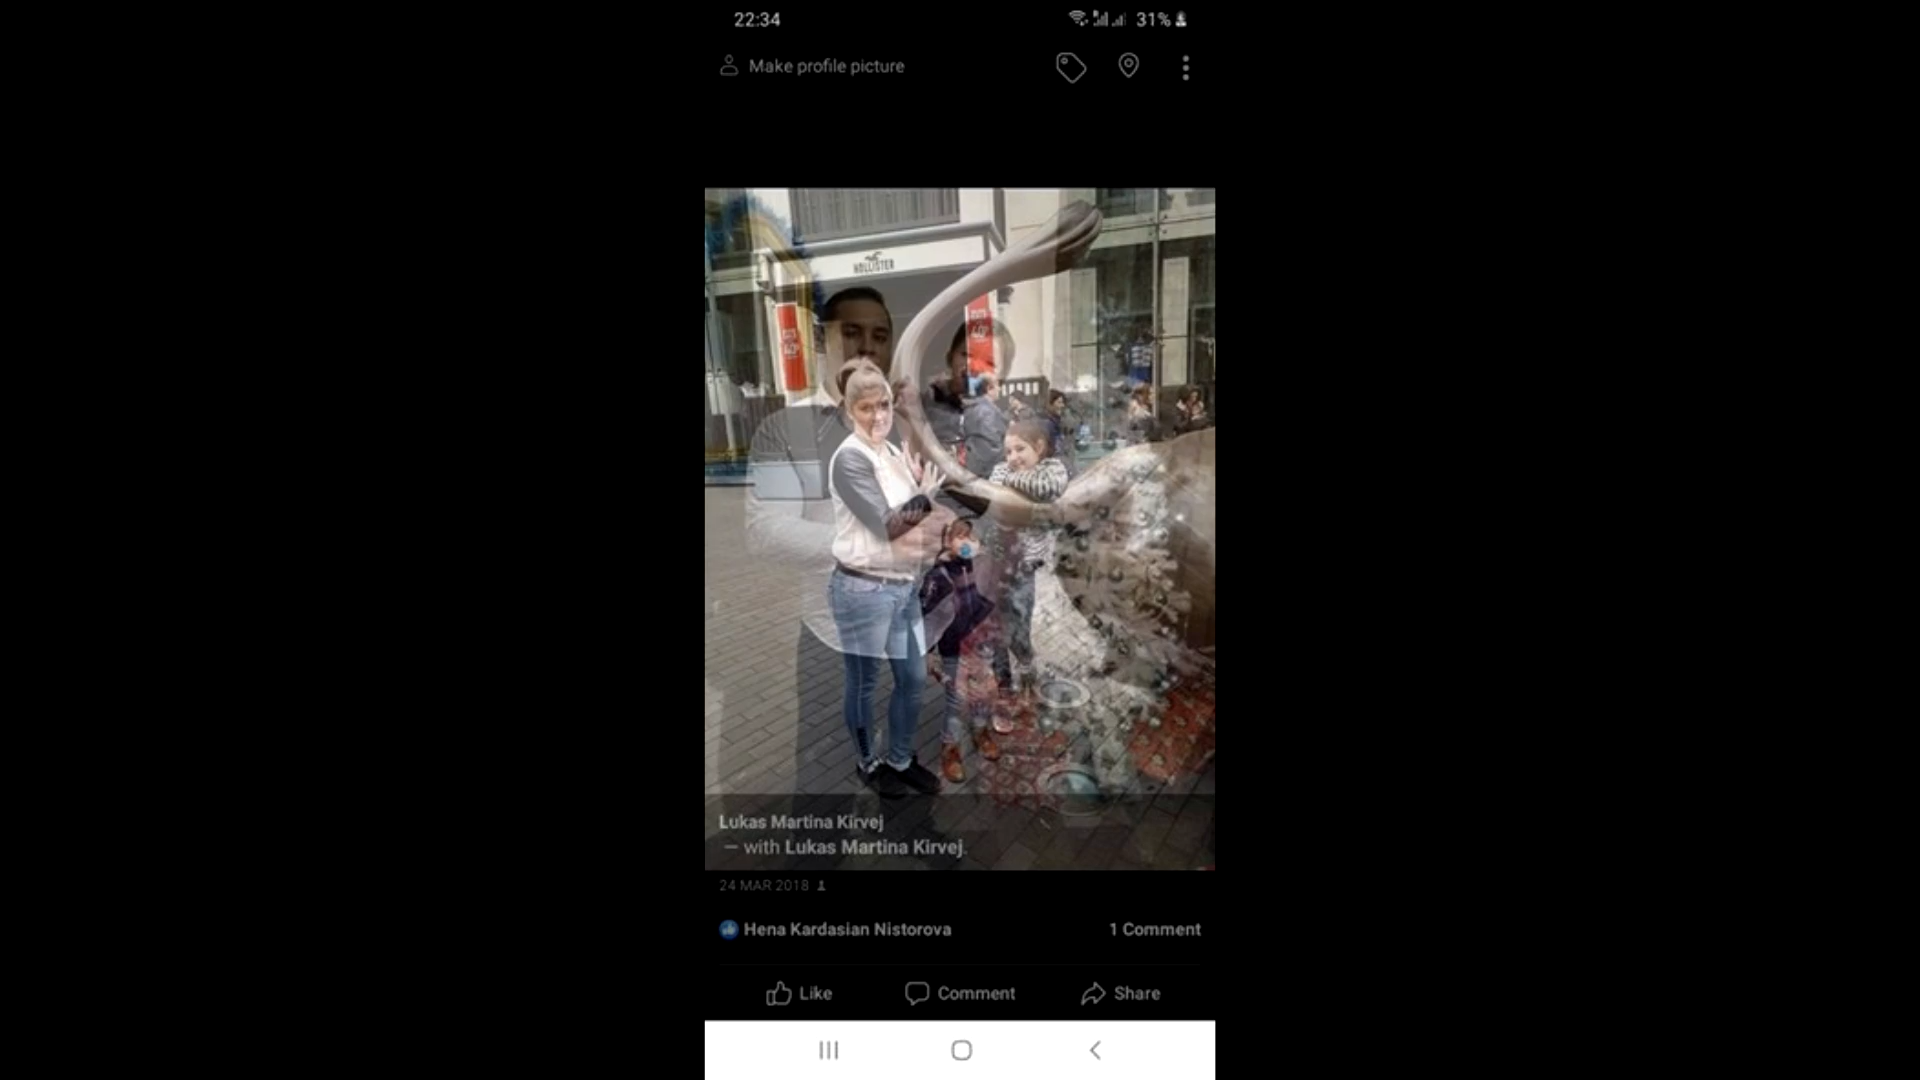 22:34
31%
Make profile picture
HOLLISTER
Lukas Martina Kirvej
— with Lukas Martina Kirvej.
24 MAR 2018
Hena Kardasian Nistorova
1 Comment
Like
Comment
Share